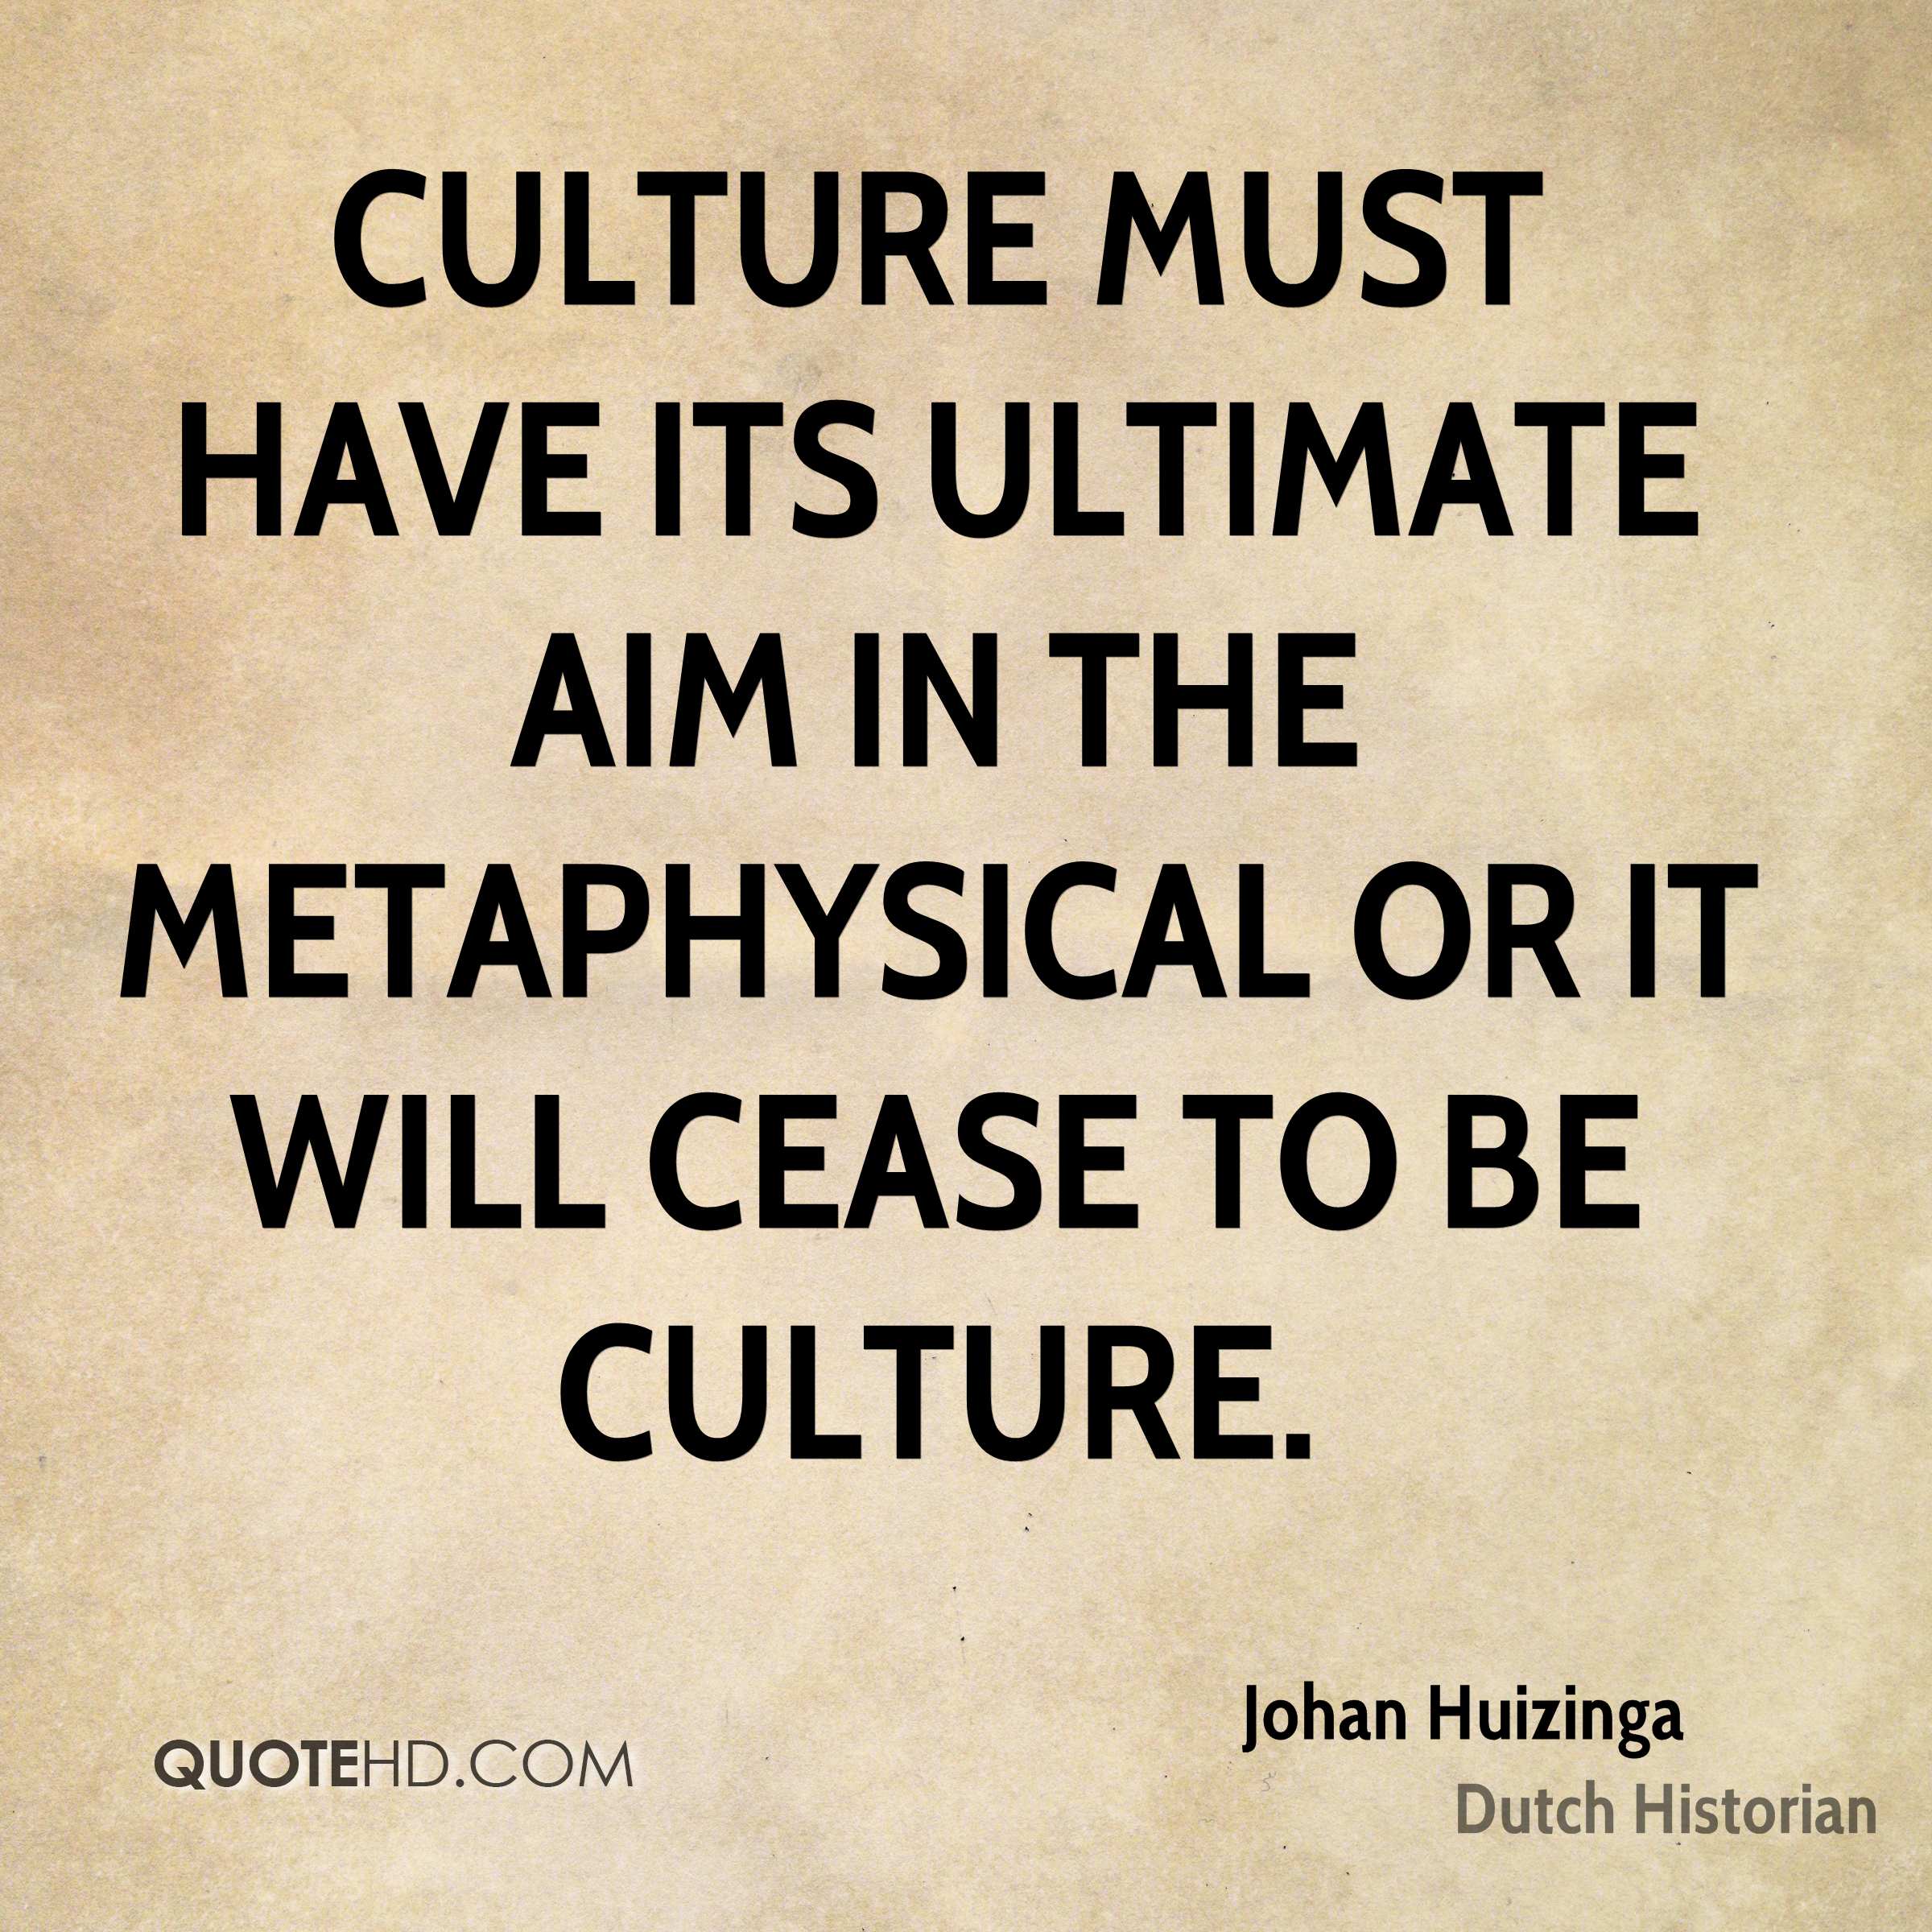 CULTURE MUST
HAVE ITS ULTIMATE
AIM IN THE
METAPHYSICAL OR IT
WILL CEASE TO BE
CULTURE.
Johan Huizinga
QUOTEHD.COM
Dutch Historian